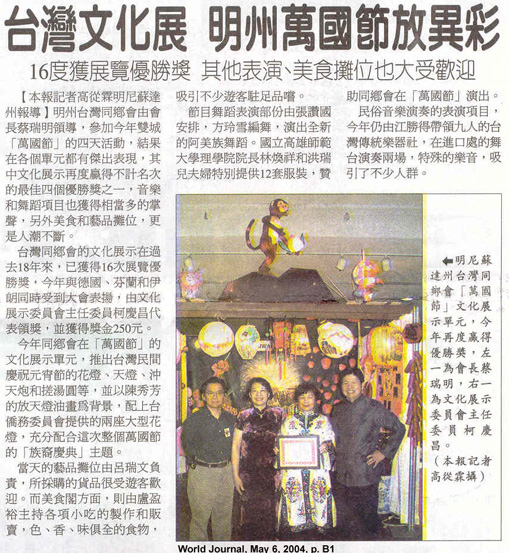 台灣文化展 明州萬國節放異彩
16度獲展覽優勝獎 其他表演、美食攤位也大受歡迎
【本報記者高從霖明尼蘇達
州報導】明州台灣同鄉會由會
長蔡瑞明領導，參加今年雙城
「萬國節」的四天活動，結果
在各個單元都有傑出表現，其
中文化展示再度贏得不計名次
的最佳四個優勝獎之一，音樂
和舞蹈項目也獲得相當多的掌
聲，另外美食和藝品攤位，更
是人潮不斷。
台灣同鄉會的文化展示在過
去18年來，已獲得16次展覽優
勝獎，今年與德國、芬蘭和伊
朗同時受到大會表揚，由文化
展示委員會主任委員柯慶昌代
表領獎，並獲得獎金250元。
今年同鄉會在「萬國節」的
文化展示單元，推出台灣民間
慶祝元宵節的花燈、天燈、沖
天炮和搓湯圓等，並以陳秀芳
的放天燈油畫爲背景，配上台
僑務委員會提供的兩座大型花
燈，充分配合這次整個萬國節
的「族裔慶典」主題。
當天的藝品攤位由呂瑞文負
責，所採購的貨品很受遊客歡
迎。而美食閣方面，則由盧盈
裕主持各項小吃的製作和販
賣，色、香、味俱全的食物，
吸引不少遊客駐足品嚐。
節目舞蹈表演部份由張讚國
安排，方玲雪編舞，演出全新
的阿美族舞蹈。國立高雄師範
大學理學院院長林煥祥和洪瑞
兒夫婦特別提供12套服裝，贊
助同鄉會在「萬國節」演出。
民俗音樂演奏的表演項目，
今年仍由江勝得帶領九人的台
灣傳統樂器社，在進口處的舞
台演奏兩場，特殊的樂音，吸
引了不少人群。
←明尼蘇
達州台灣同
鄉會「萬國
節」文化展
示單元，今
年再度贏得
優勝獎，左
一為會長蔡
瑞明，右一
為文化展示
委員會主任
委員柯慶
昌。
（本報記者
高從霖攝）
World Journal, May 6, 2004, p. B1